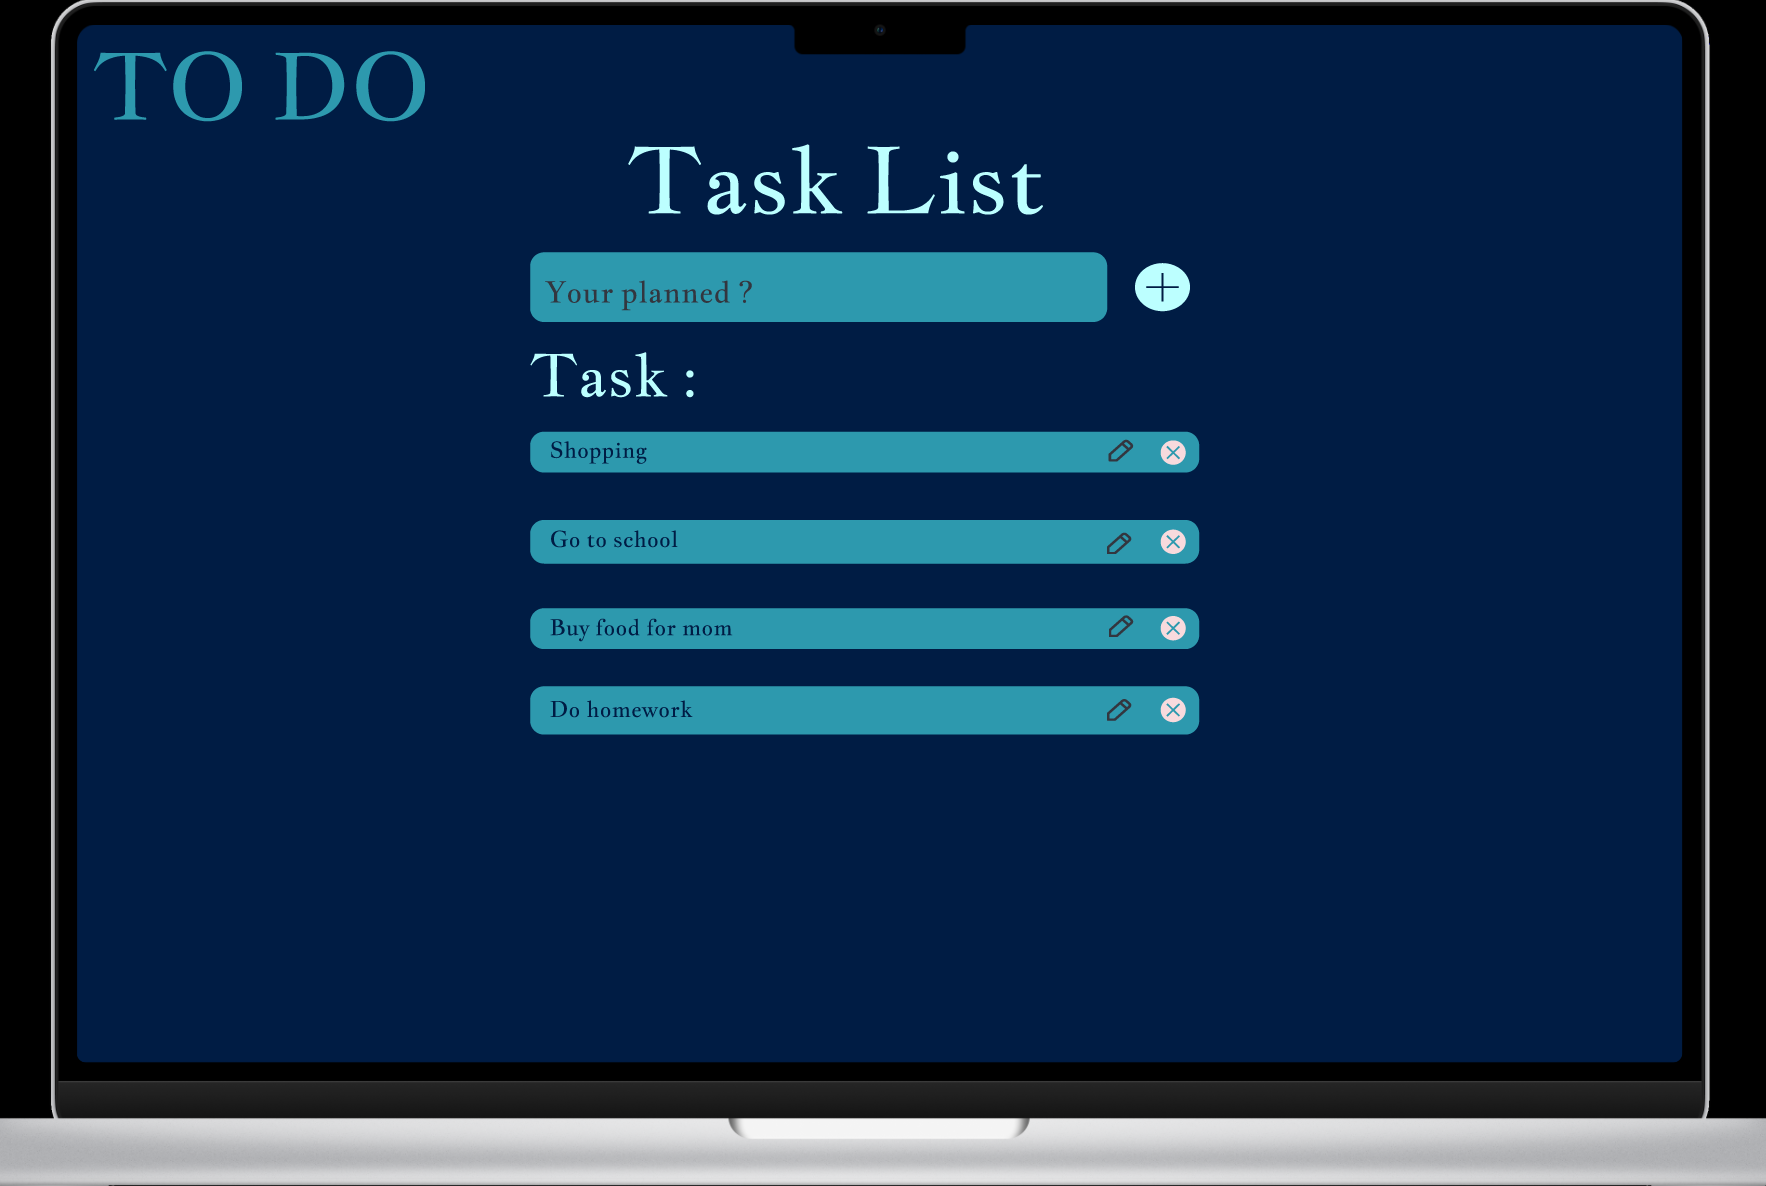 TO DO
Task List
Your planned ?
Task :
Shopping
Go to school
Buy food for mom
Do homework